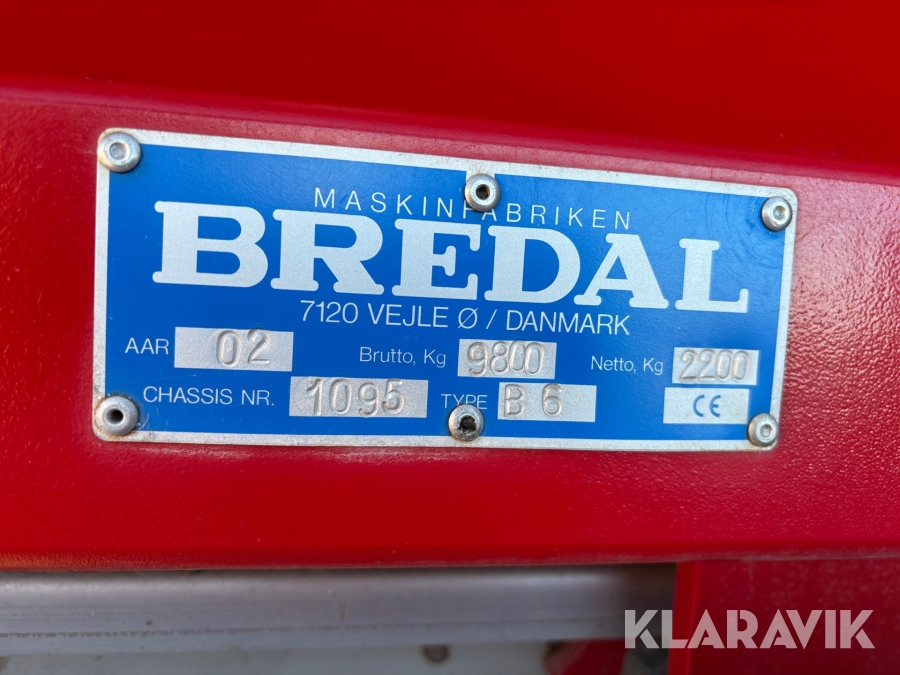 MASKINFABRIKEN
BREDAL
7120 VEJLE Ø / DANMARK
AAR 02 Brutto, Kg 9800 Netto, Kg 2200
CHASSIS NR. 1095 TYPE B 6 CE
KLARAVIK